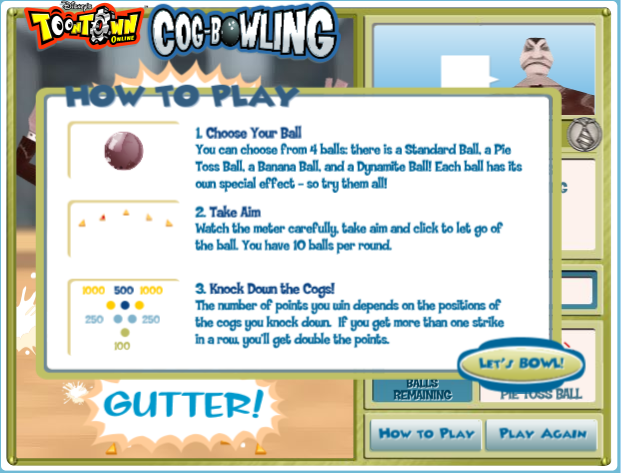 Disney's
TOONTOWN
ONLINE
COG-BOWLING
HOW TO PLAY
1. Choose Your Ball
You can choose from 4 balls: there is a Standard Ball, a Pie
Toss Ball, a Banana Ball, and a Dynamite Ball! Each ball has its
own special effect - so try them all!
2. Take Aim
Watch the meter carefully, take aim and click to let go of
the ball. You have 10 balls per round.
1000 500 1000
250 250
100
3. Knock Down the Cogs!
The number of points you win depends on the positions of
the cogs you knock down. If you get more than one strike
in a row, you'll get double the points.
LET'S BOWL!
GUTTER!
BALLS
REMAINING
PIE TOSS BALL
HOW TO PLAY
PLAY AGAIN